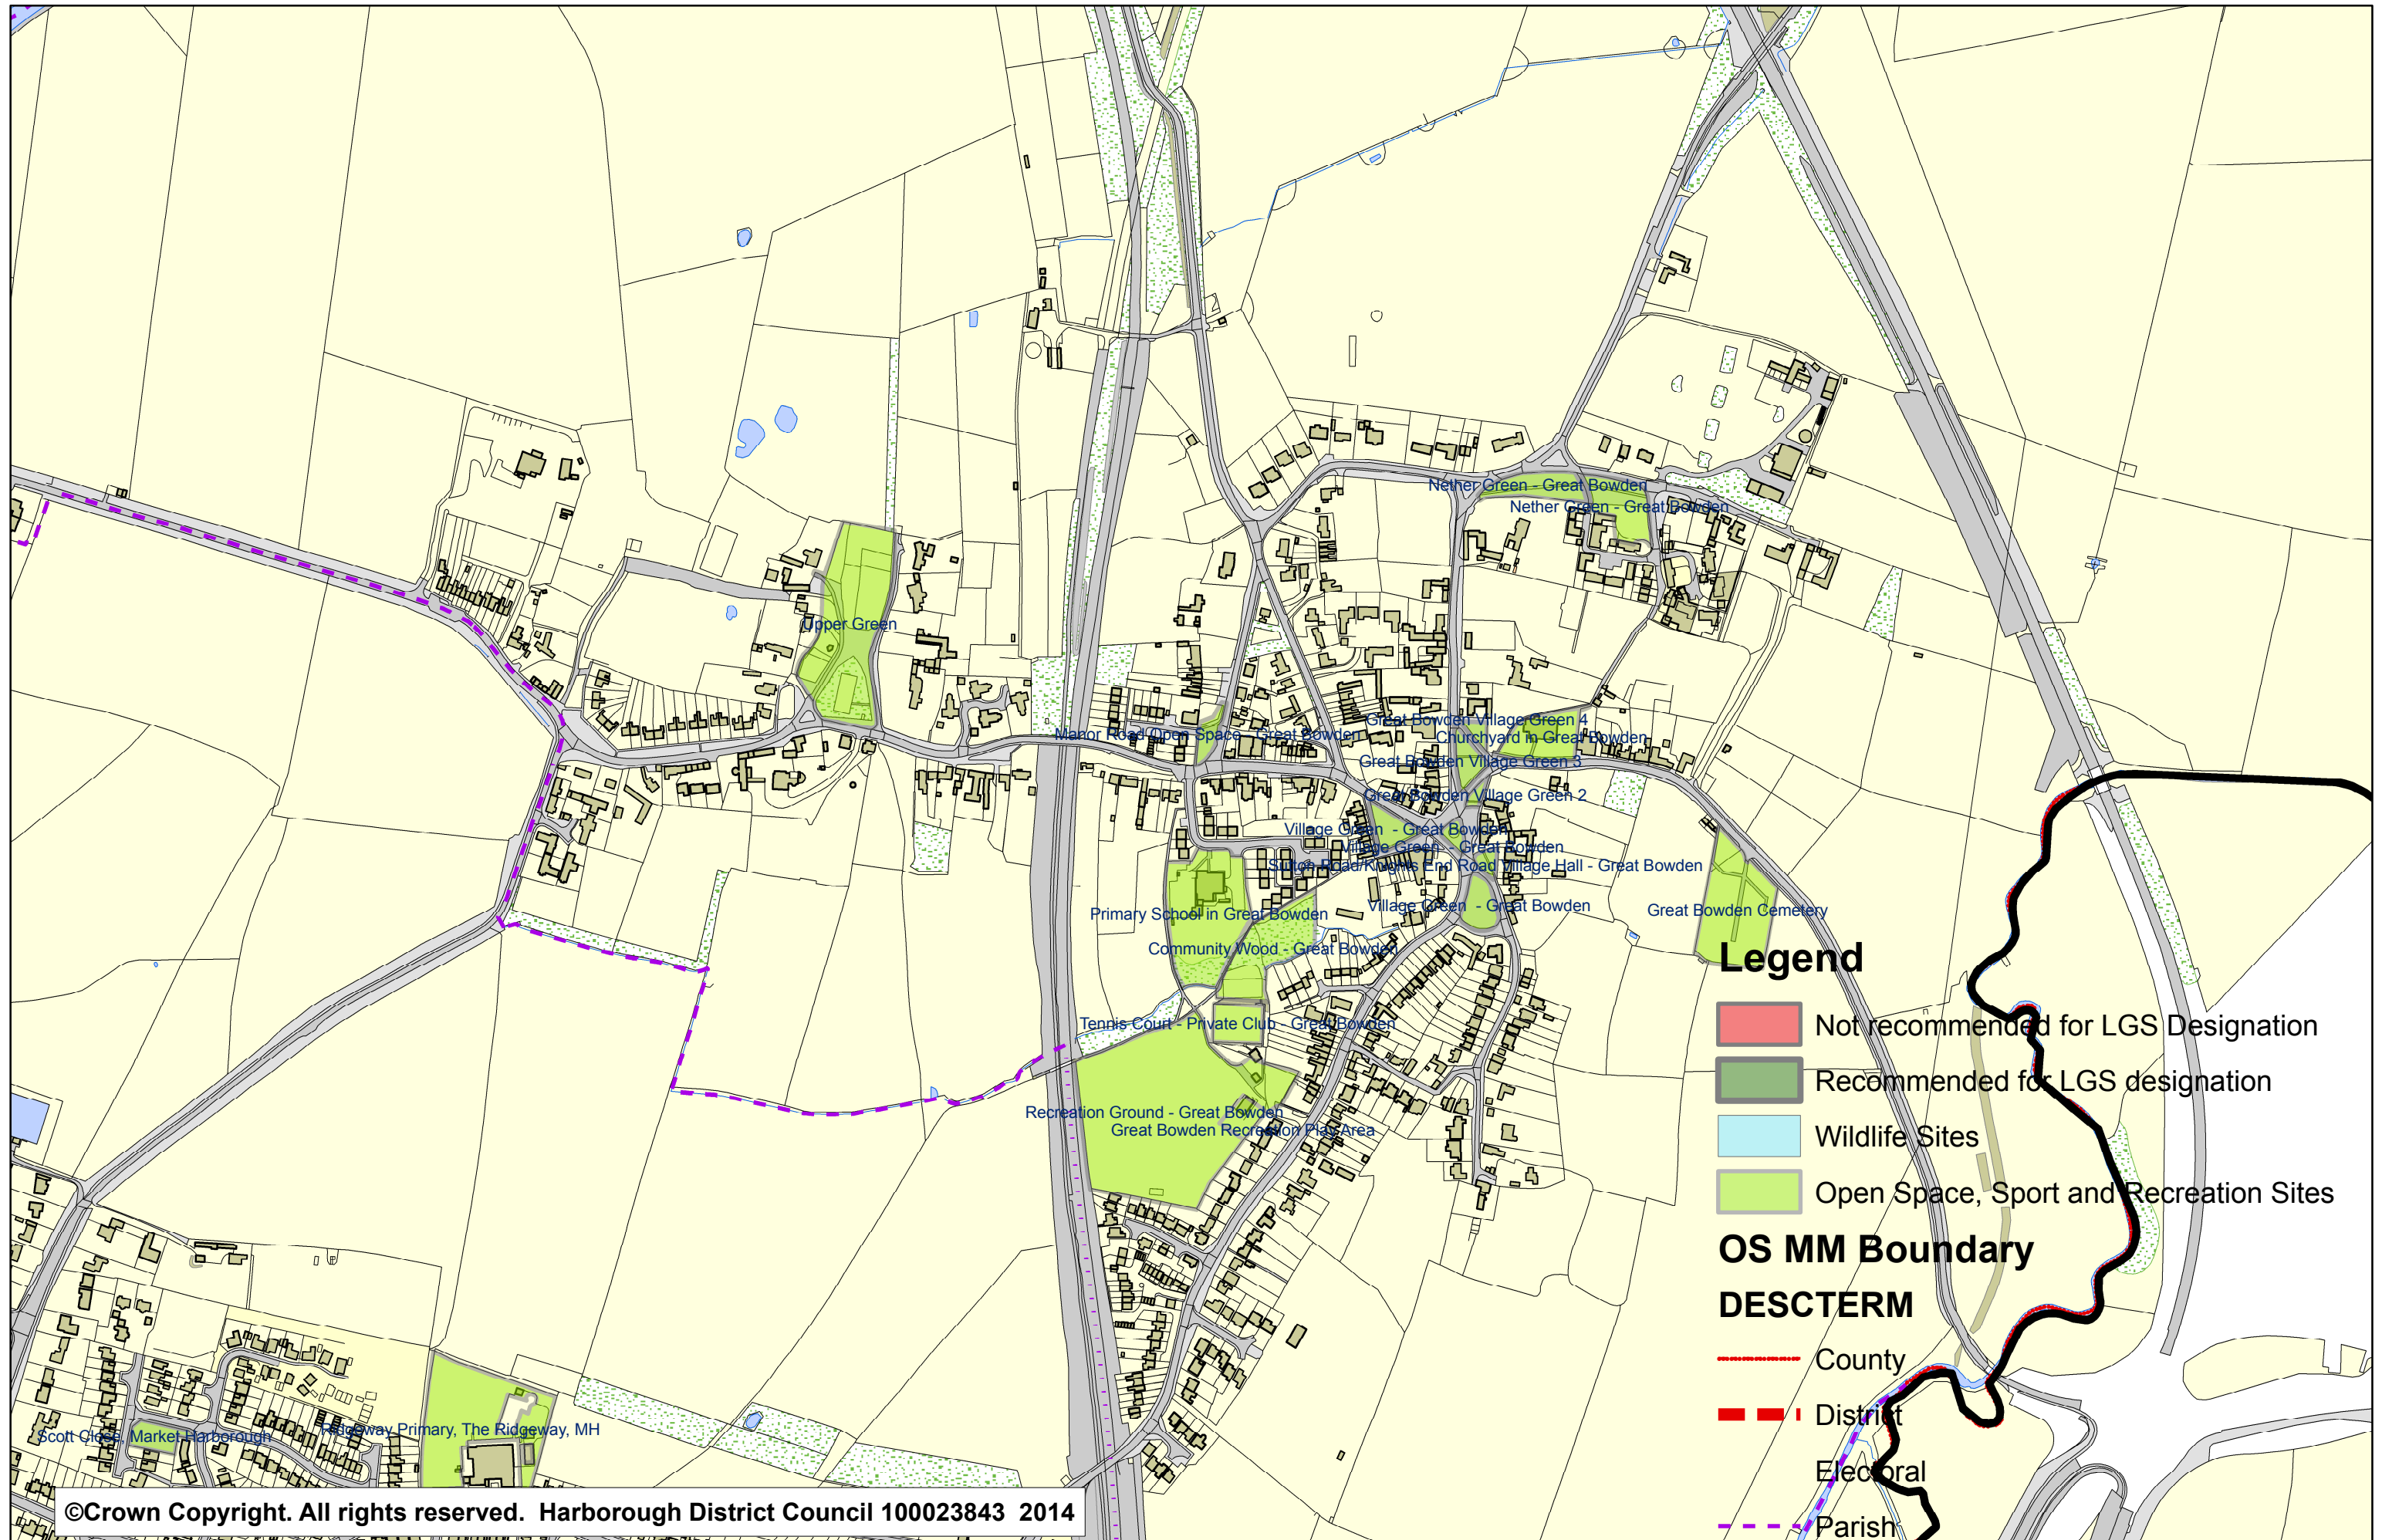 Nether Green - Great Bowden
Nether Green - Great Bowden
Upper Green
Great Bowden Village Green 4
Manor Road Open Space - Great Bowden
Churchyard in Great Bowden
Great Bowden Village Green 3
Great Bowden Village Green 2
Village Green - Great Bowden
Village Green - Great Bowden
Sutton Road/Knights End Road Village Hall - Great Bowden
Village Green - Great Bowden
Great Bowden Cemetery
Primary School in Great Bowden
Community Wood - Great Bowden
Tennis Court - Private Club - Great Bowden
Recreation Ground - Great Bowden
Great Bowden Recreation Play Area
Ridgeway Primary, The Ridgeway, MH
Scott Close, Market Harborough
Legend
Not recommended for LGS Designation
Recommended for LGS designation
Wildlife Sites
Open Space, Sport and Recreation Sites
OS MM Boundary
DESCTERM
County
District
Electoral
Parish
©Crown Copyright. All rights reserved. Harborough District Council 100023843 2014